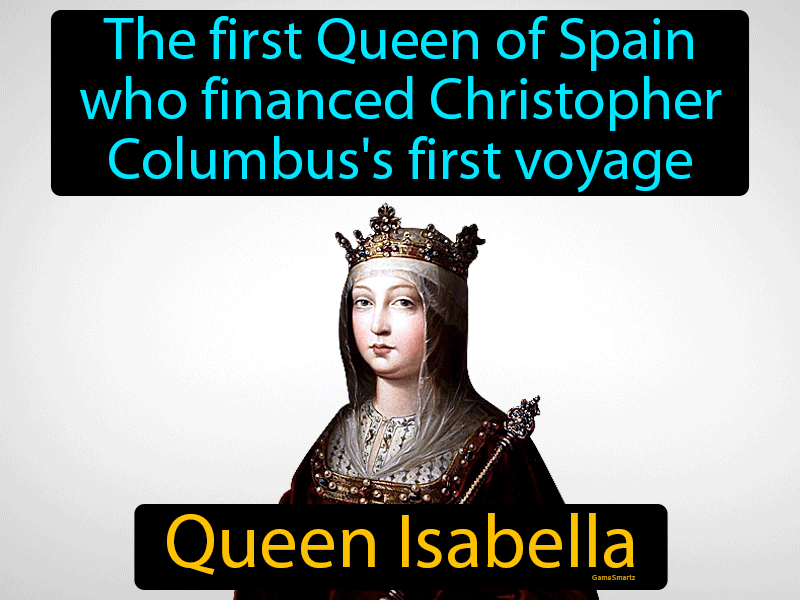 The first Queen of Spain
who financed Christopher
Columbus's first voyage
Queen Isabella
GameSmartz